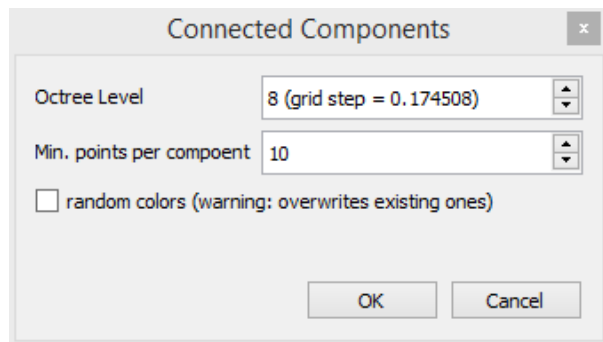 Connected Components
x
Octree Level
8 (grid step = 0.174508)
Min. points per compoent
10
random colors (warning: overwrites existing ones)
OK
Cancel